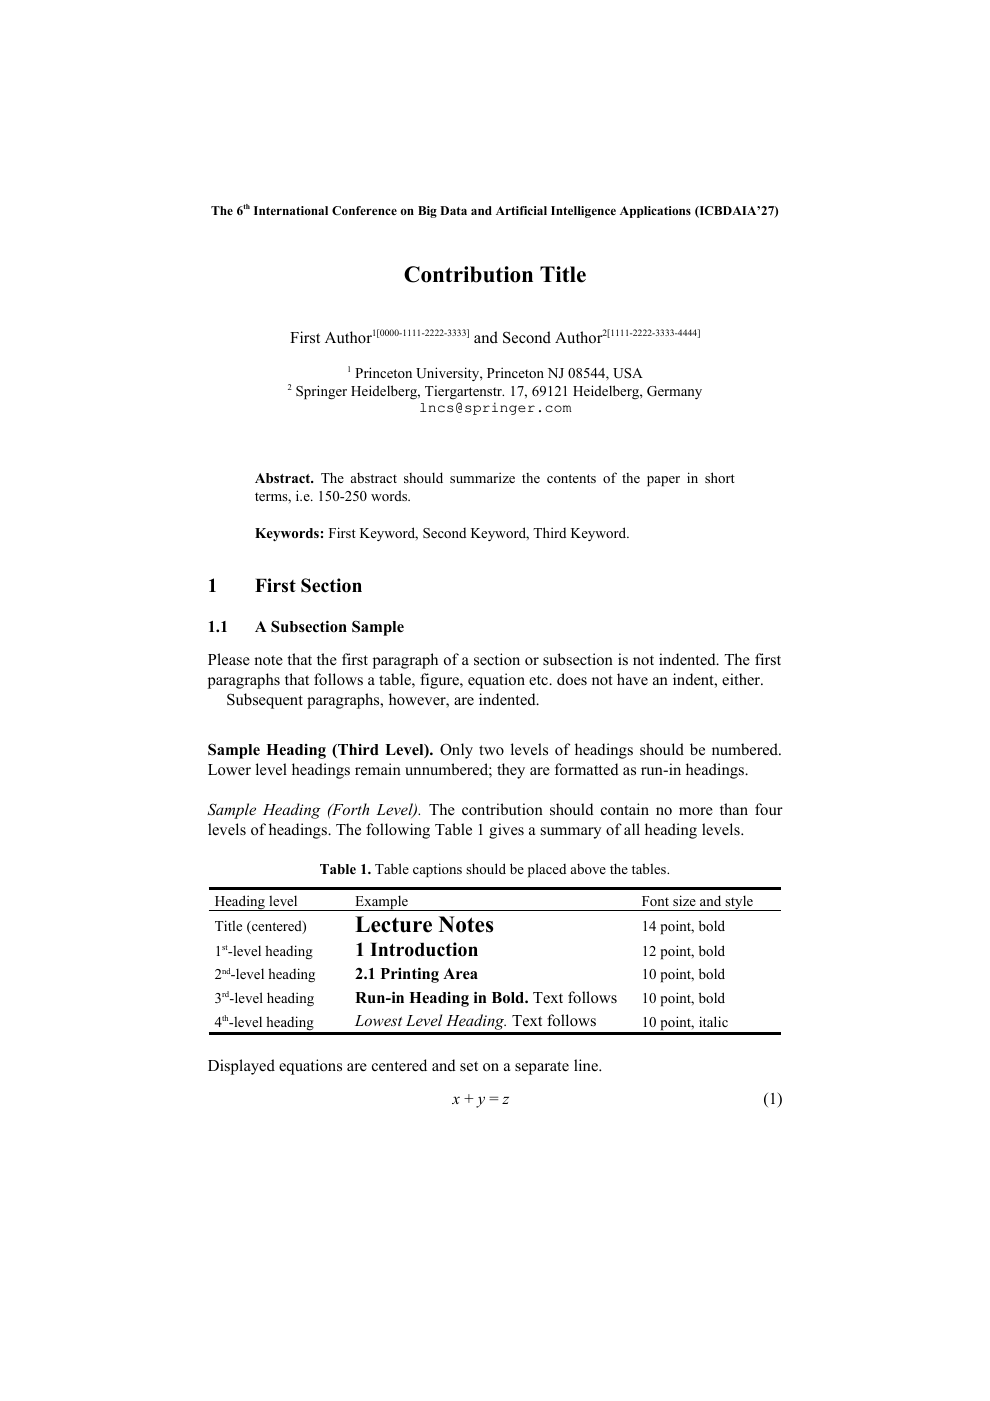 The 6th International Conference on Big Data and Artificial Intelligence Applications (ICBDAIA’27)
Contribution Title
First Author1[0000-1111-2222-3333] and Second Author2[1111-2222-3333-4444]
1 Princeton University, Princeton NJ 08544, USA
2 Springer Heidelberg, Tiergartenstr. 17, 69121 Heidelberg, Germany
lncs@springer.com
Abstract. The abstract should summarize the contents of the paper in short
terms, i.e. 150-250 words.
Keywords: First Keyword, Second Keyword, Third Keyword.
1 First Section
1.1 A Subsection Sample
Please note that the first paragraph of a section or subsection is not indented. The first
paragraphs that follows a table, figure, equation etc. does not have an indent, either.
Subsequent paragraphs, however, are indented.
Sample Heading (Third Level). Only two levels of headings should be numbered.
Lower level headings remain unnumbered; they are formatted as run-in headings.
Sample Heading (Forth Level). The contribution should contain no more than four
levels of headings. The following Table 1 gives a summary of all heading levels.
Table 1. Table captions should be placed above the tables.
Heading level Example Font size and style
Title (centered) Lecture Notes 14 point, bold
1st-level heading 1 Introduction 12 point, bold
2nd-level heading 2.1 Printing Area 10 point, bold
3rd-level heading Run-in Heading in Bold. Text follows 10 point, bold
4th-level heading Lowest Level Heading. Text follows 10 point, italic
Displayed equations are centered and set on a separate line.
x + y = z (1)